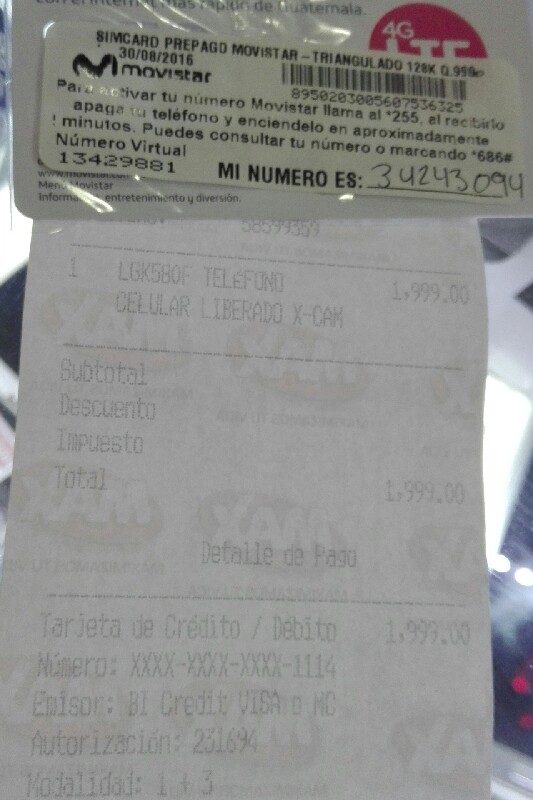 con el internet más rápido de Guatemala.
4G
LTE
SIMCARD PREPAGO MOVISTAR - TRIANGULADO 128K Q.99
30/08/2016
movistar
8950203005607536325
Para activar tu número Movistar llama al *255, al recibirlo
apaga tu teléfono y enciendelo en aproximadamente
minutos. Puedes consultar tu número o marcando *686#
Número Virtual
13429881
MI NUMERO ES: 34243094
Menú Movistar
entretenimiento y diversión.
58599359
1 LGK580F TELEFONO 1,999.00
CELULAR LIBERADO X-CAM
Subtotal
Descuento
Impuesto
Total 1,999.00
Detalle de Pago
Tarjeta de Crédito / Débito 1,999.00
Número: XXXX-XXXX-XXXX-1114
Emisor: BI Credit VISA o MC
Autorización: 231694
Modalidad: 1 + 3